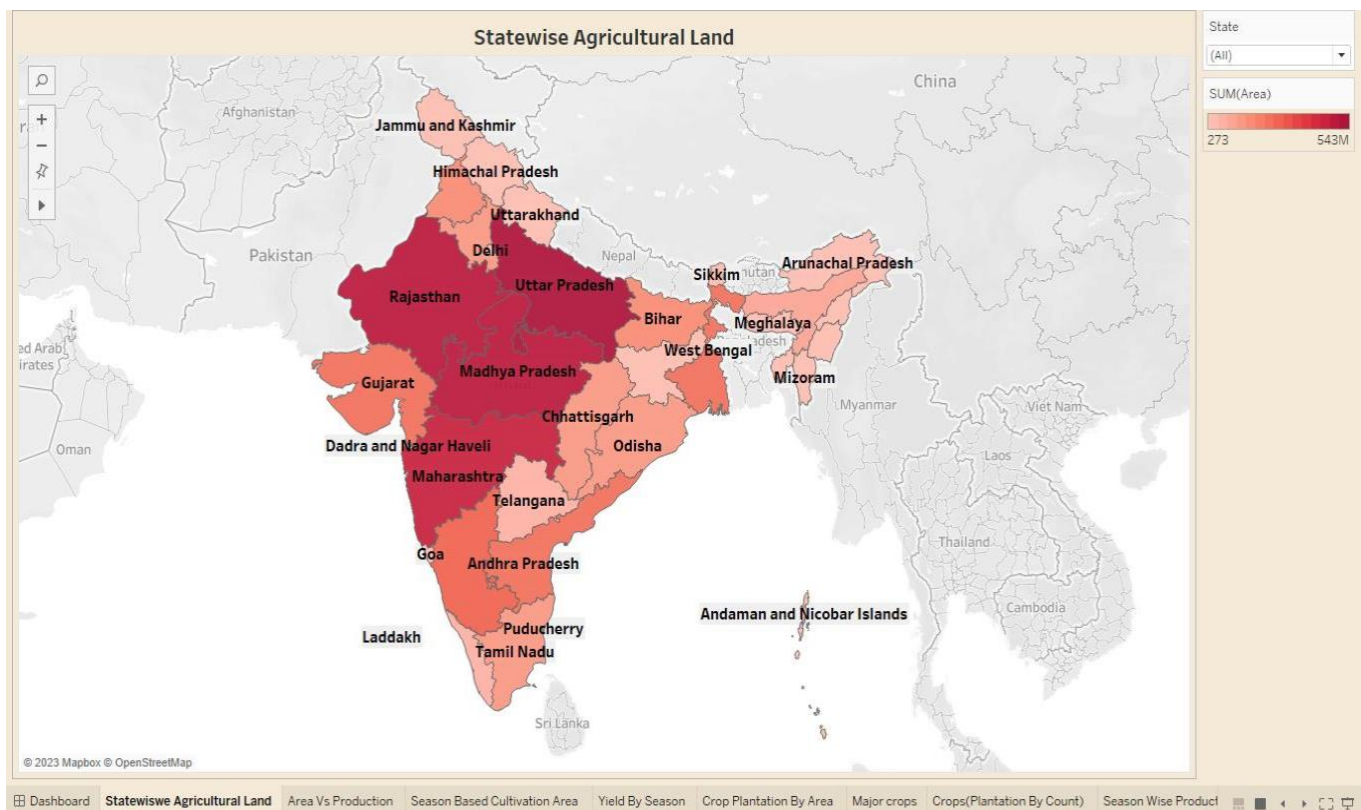 Statewise Agricultural Land
State
(All)
SUM(Area)
273 543M
China
Afghanistan
Jammu and Kashmir
Himachal Pradesh
Uttarakhand
Pakistan
Delhi
Nepal
Sikkim
Arunachal Pradesh
Rajasthan
Uttar Pradesh
Bihar
Meghalaya
West Bengal
Madhya Pradesh
Mizoram
Gujarat
Myanmar
Viet Nam
Chhattisgarh
Dadra and Nagar Haveli
Odisha
Oman
Laos
Maharashtra
Telangana
Thailand
Goa
Andhra Pradesh
Cambodia
Andaman and Nicobar Islands
Laddakh
Puducherry
Tamil Nadu
Sri Lanka
© 2023 Mapbox © OpenStreetMap
Dashboard Statewiswe Agricultural Land Area Vs Production Season Based Cultivation Area Yield By Season Crop Plantation By Area Major crops Crops(Plantation By Count) Season Wise Product